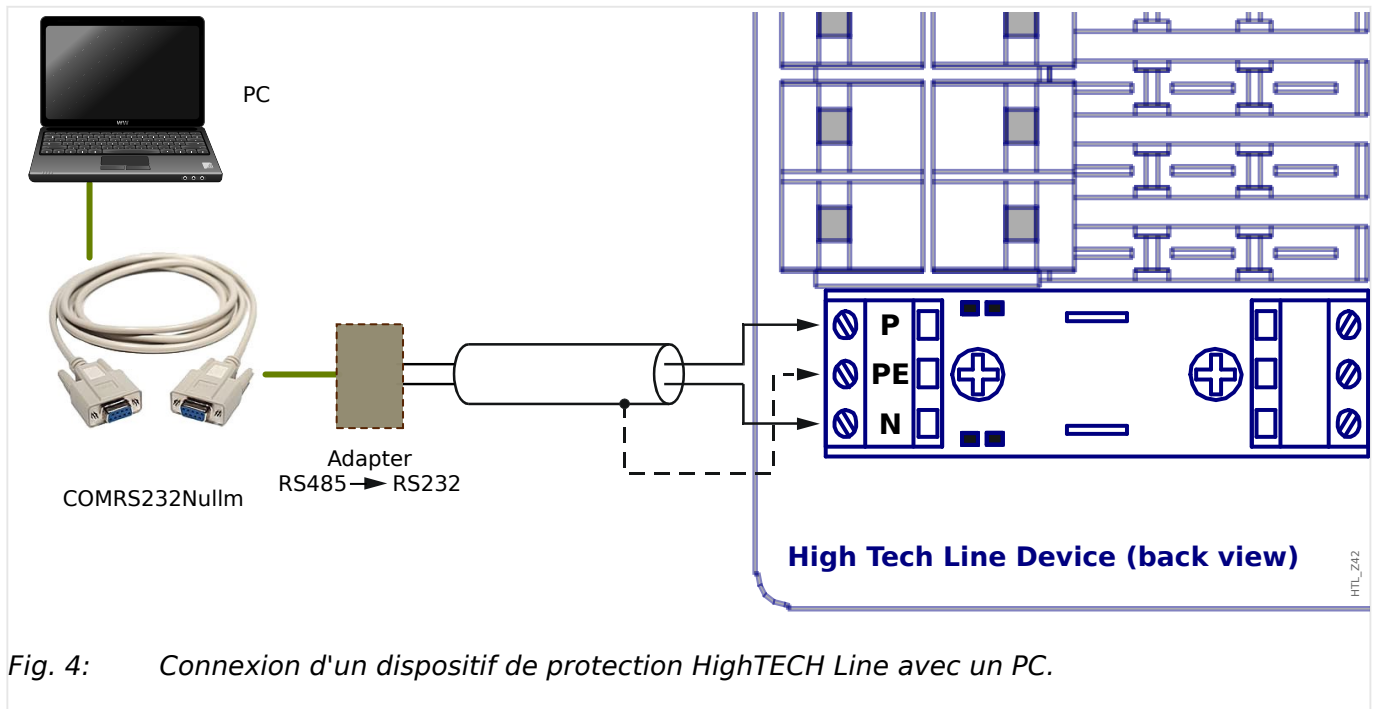 PC
COMRS232Nullm
Adapter
RS485 → RS232
P
PE
N
High Tech Line Device (back view)
HTL_Z42
Fig. 4: Connexion d'un dispositif de protection HighTECH Line avec un PC.